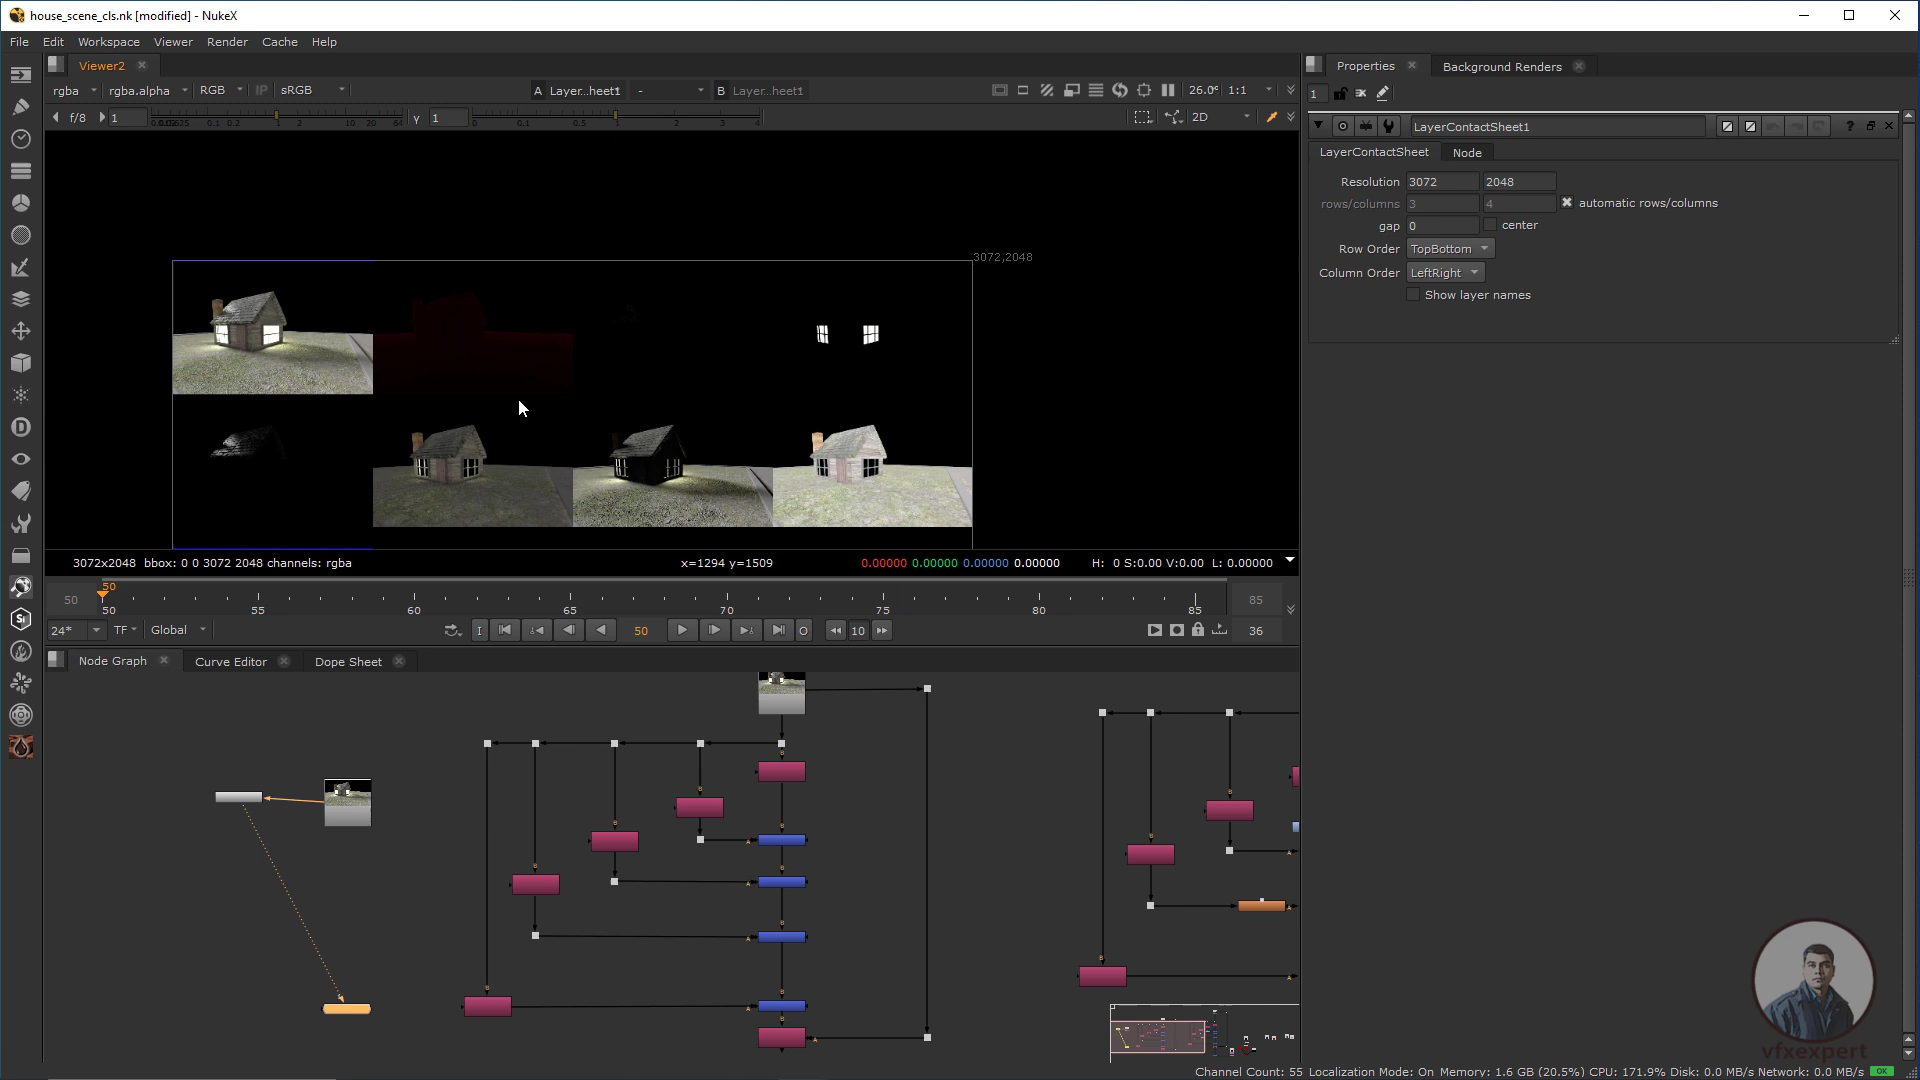 house_scene_cls.nk [modified] - NukeX
File Edit Workspace Viewer Render Cache Help
Viewer2
Properties
Background Renders
rgba rgba.alpha RGB IP sRGB A Layer..heet1 - B Layer..heet1 26.0 1:1
1
f/8 1 γ 1 2D
LayerContactSheet1
LayerContactSheet Node
Resolution 3072 2048
rows/columns 3 4 automatic rows/columns
gap 0 center
Row Order TopBottom
Column Order LeftRight
Show layer names
3072,2048
3072x2048 bbox: 0 0 3072 2048 channels: rgba x=1294 y=1509 0.00000 0.00000 0.00000 0.00000 H: 0 S:0.00 V:0.00 L: 0.00000
50
50 50 55 60 65 70 75 80 85 85
24* TF Global I 50 O 10 36
Node Graph Curve Editor Dope Sheet
vfxexpert
Channel Count: 55 Localization Mode: On Memory: 1.6 GB (20.5%) CPU: 171.9% Disk: 0.0 MB/s Network: 0.0 MB/s OK